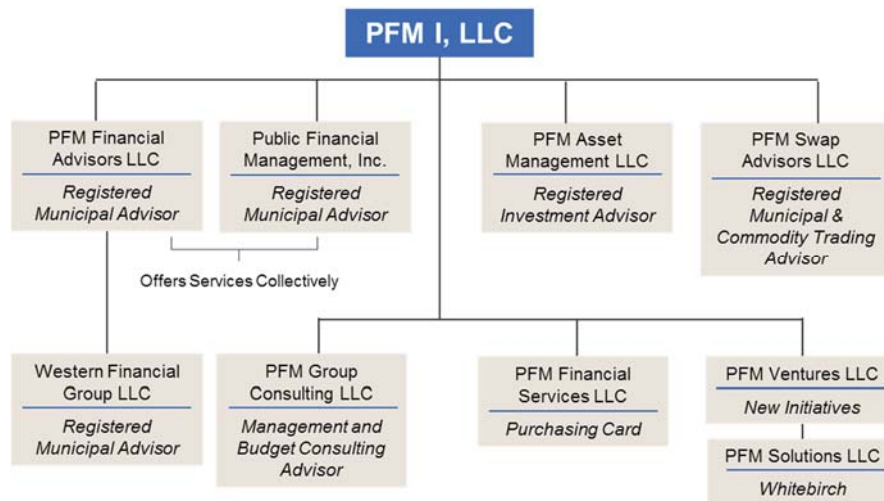 PFM I, LLC
PFM Financial
Advisors LLC
Registered
Municipal Advisor
Public Financial
Management, Inc.
Registered
Municipal Advisor
PFM Asset
Management LLC
Registered
Investment Advisor
PFM Swap
Advisors LLC
Registered
Municipal &
Commodity Trading
Advisor
Offers Services Collectively
Western Financial
Group LLC
Registered
Municipal Advisor
PFM Group
Consulting LLC
Management and
Budget Consulting
Advisor
PFM Financial
Services LLC
Purchasing Card
PFM Ventures LLC
New Initiatives
PFM Solutions LLC
Whitebirch